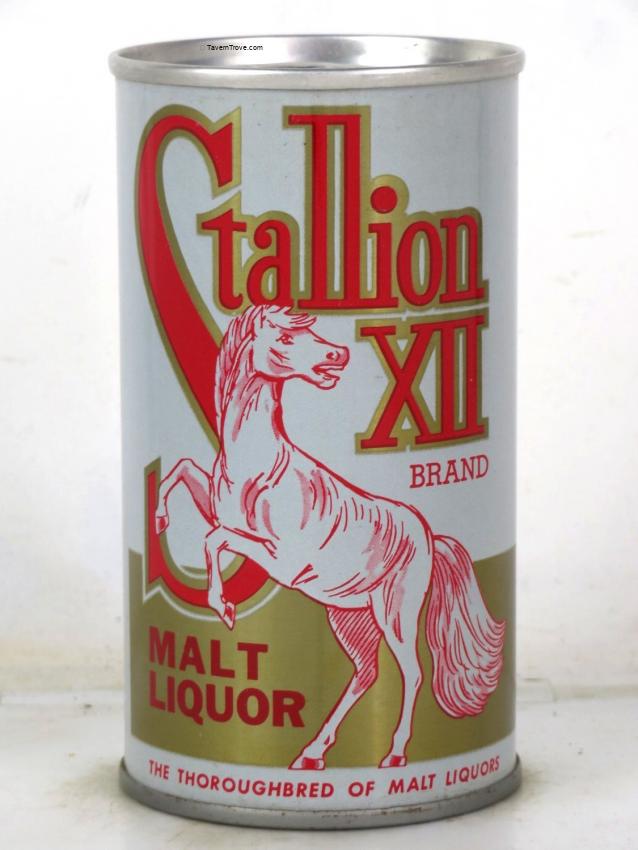 © TavernTrove.com
Stallion
XII
BRAND
MALT
LIQUOR
THE THOROUGHBRED OF MALT LIQUORS